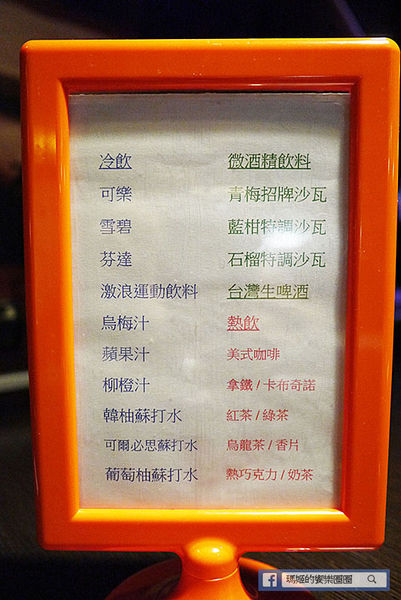 冷飲
可樂
雪碧
芬達
激浪運動飲料
烏梅汁
蘋果汁
柳橙汁
韓柚蘇打水
可爾必思蘇打水
葡萄柚蘇打水
微酒精飲料
青梅招牌沙瓦
藍柑特調沙瓦
石榴特調沙瓦
台灣生啤酒
熱飲
美式咖啡
拿鐵 / 卡布奇諾
紅茶 / 綠茶
烏龍茶 / 香片
熱巧克力 / 奶茶
瑪姬的饗樂圈圈